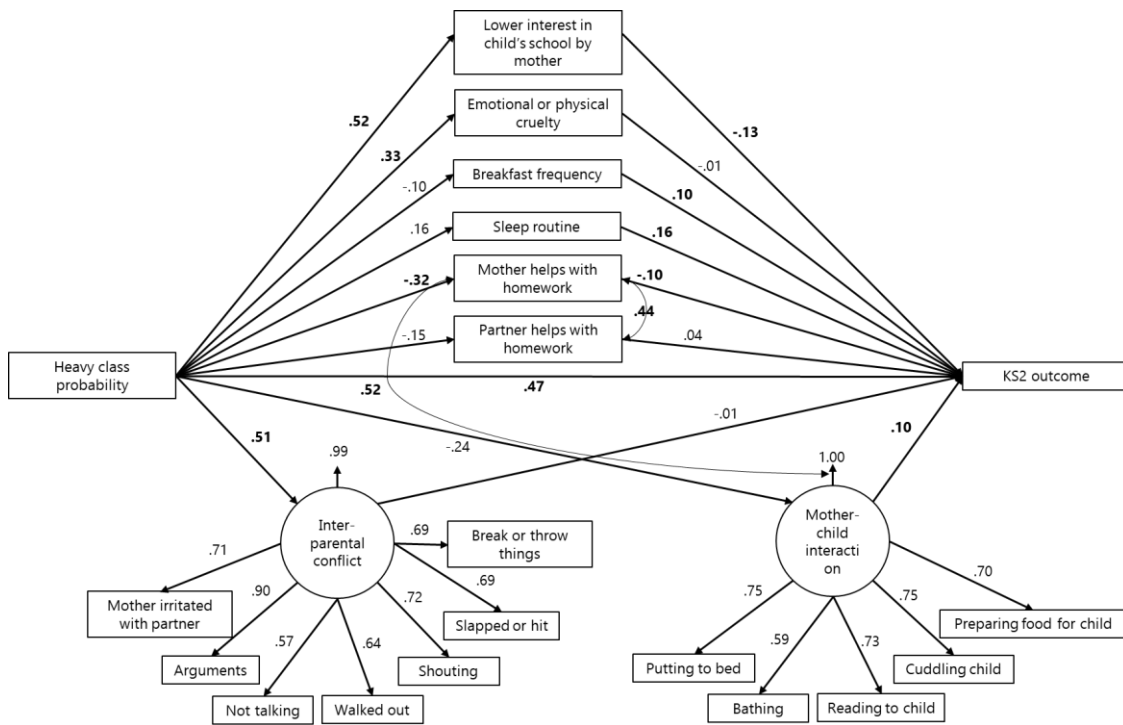 Lower interest in
child's school by
mother
.52
-.13
Emotional or physical
cruelty
.33
-.01
Breakfast frequency
-.10
.10
Sleep routine
.16
.16
Mother helps with
homework
-.32
-.10
.44
Partner helps with
homework
-.15
.04
Heavy class
probability
KS2 outcome
.52
.47
-.01
.51
-.24
.10
.99
1.00
Inter-
parental
conflict
Mother-
child
interacti
on
.69
Break or throw
things
.71
.69
.70
.90
.72
.75
.75
Mother irritated
with partner
Slapped or hit
Preparing food for child
.57
.64
.59
.73
Arguments
Shouting
Putting to bed
Cuddling child
Not talking
Walked out
Bathing
Reading to child